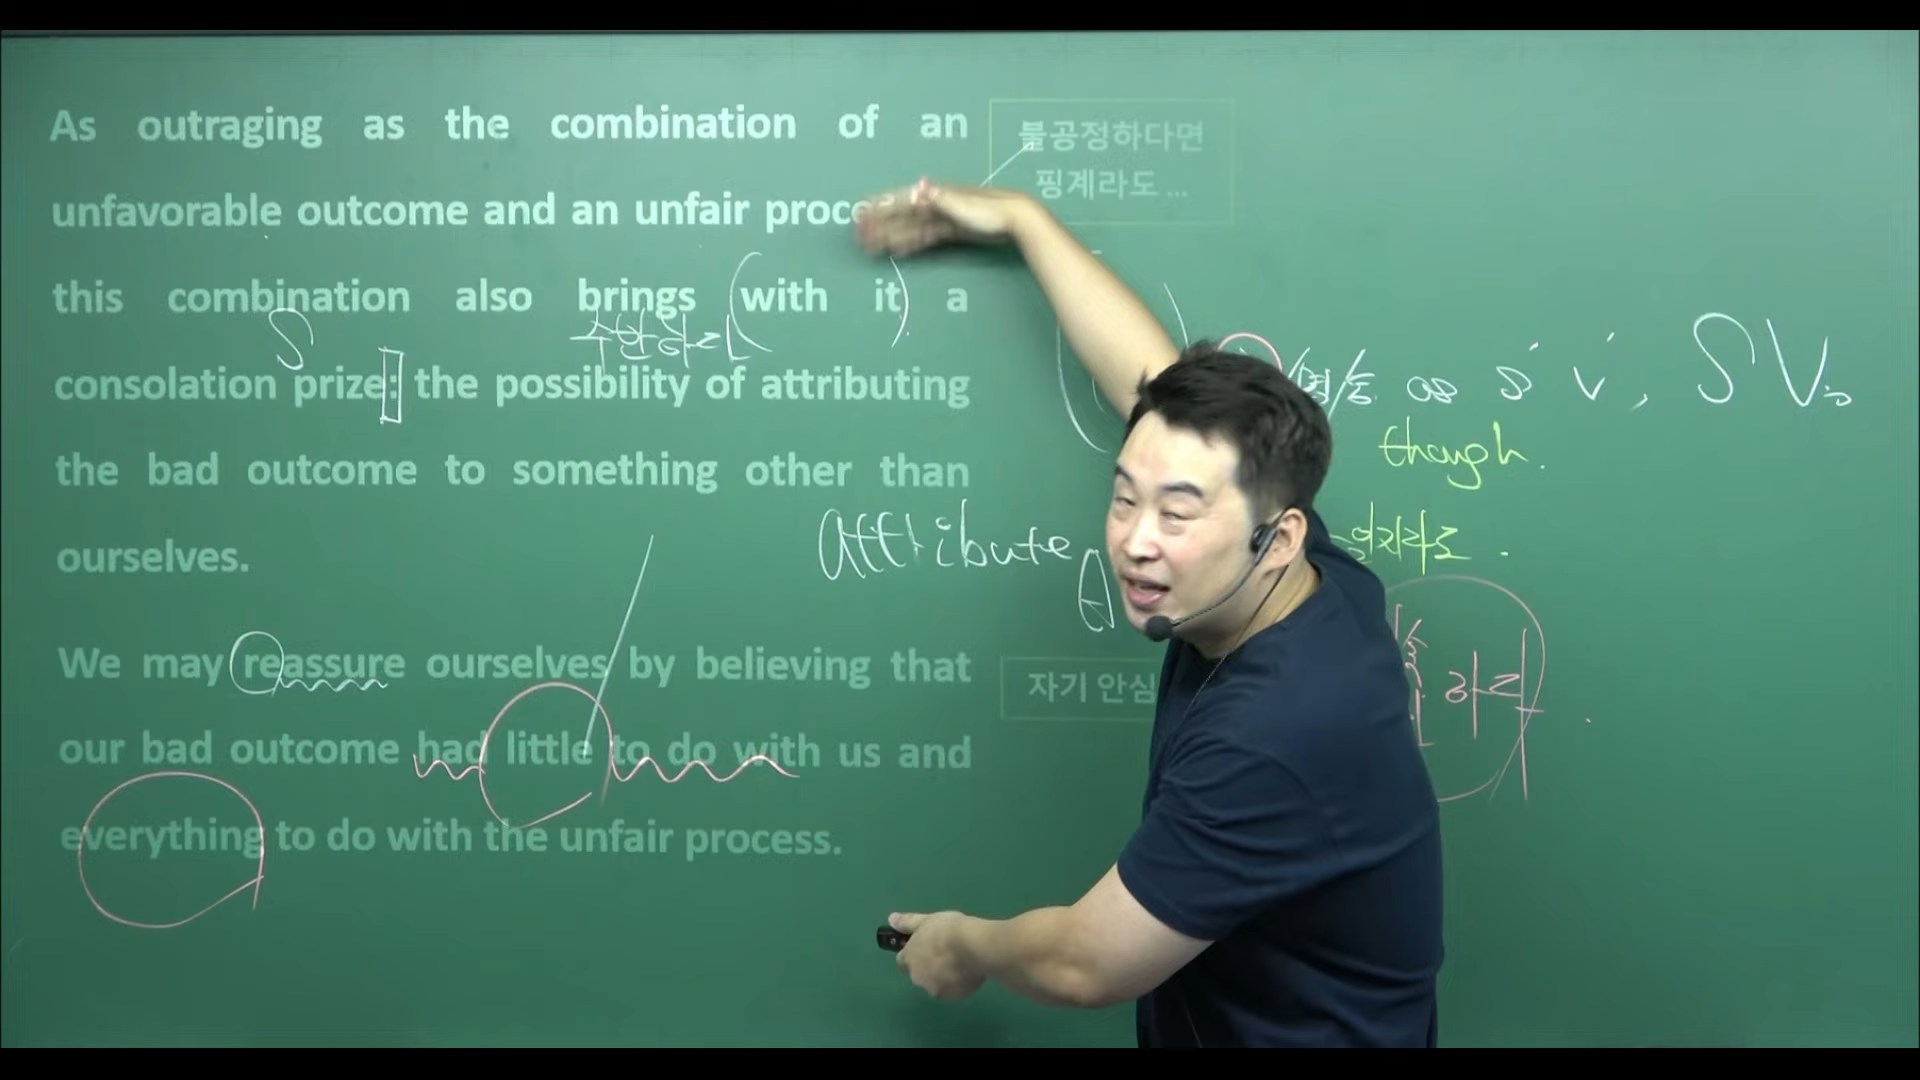 As outraging as the combination of an
unfavorable outcome and an unfair
this combination also brings (with it) a
S 수반하다
consolation prize: the possibility of attributing
the bad outcome to something other than
ourselves.
We may reassure ourselves by believing that
our bad outcome had little to do with us and
everything to do with the unfair process.
불공정하다면
핑계라도 ...
as s' v', S V
though.
Attribute A
자기 안심